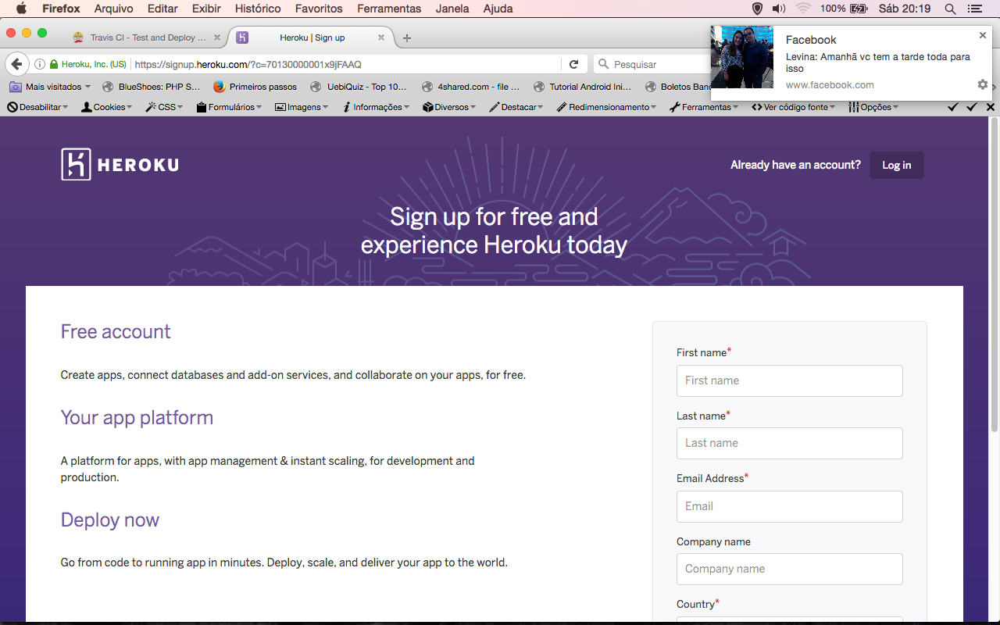 Firefox Arquivo Editar Exibir Histórico Favoritos Ferramentas Janela Ajuda 100% Sáb 20:19
Travis CI - Test and Deploy ... Heroku | Sign up
Heroku, Inc. (US) https://signup.heroku.com/?c=70130000001x9jFAAQ Pesquisar
Facebook
Levina: Amanhã vc tem a tarde toda para
isso
www.facebook.com
Mais visitados BlueShoes: PHP S... Primeiros passos UebiQuiz - Top 10... 4shared.com - file ... Tutorial Android Ini... Boletos Ban
Desabilitar Cookies CSS Formulários Imagens Informações Diversos Destacar Redimensionamento Ferramentas Ver código fonte Opções
HEROKU
Already have an account? Log in
Sign up for free and
experience Heroku today
Free account
Create apps, connect databases and add-on services, and collaborate on your apps, for free.
Your app platform
A platform for apps, with app management & instant scaling, for development and
production.
Deploy now
Go from code to running app in minutes. Deploy, scale, and deliver your app to the world.
First name*
First name
Last name*
Last name
Email Address*
Email
Company name
Company name
Country*